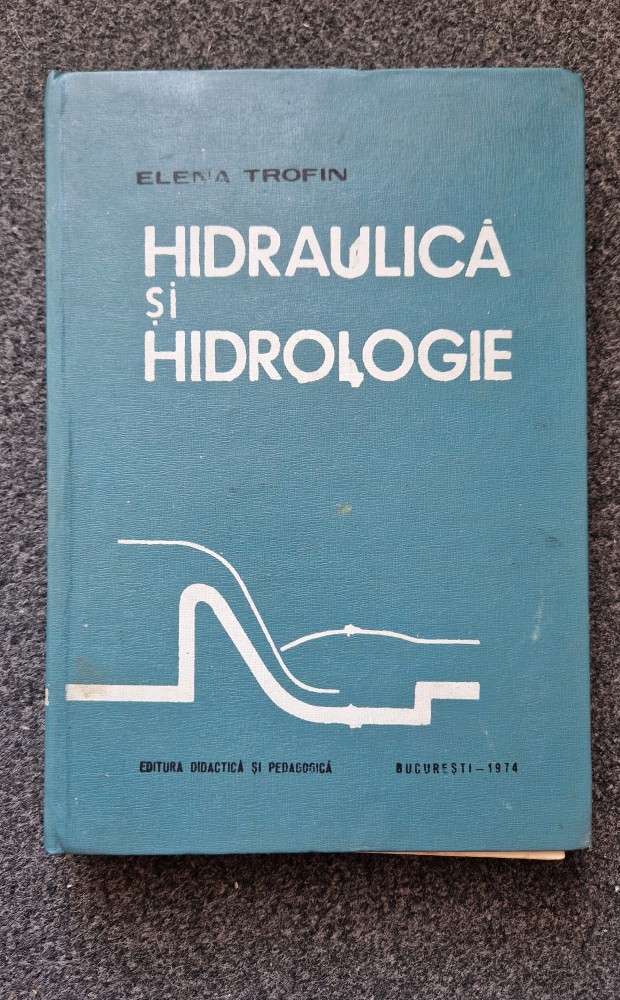 ELENA TROFIN
HIDRAULICĂ
și
HIDROLOGIE
EDITURA DIDACTICĂ ȘI PEDAGOGICĂ BUCUREȘTI – 1974